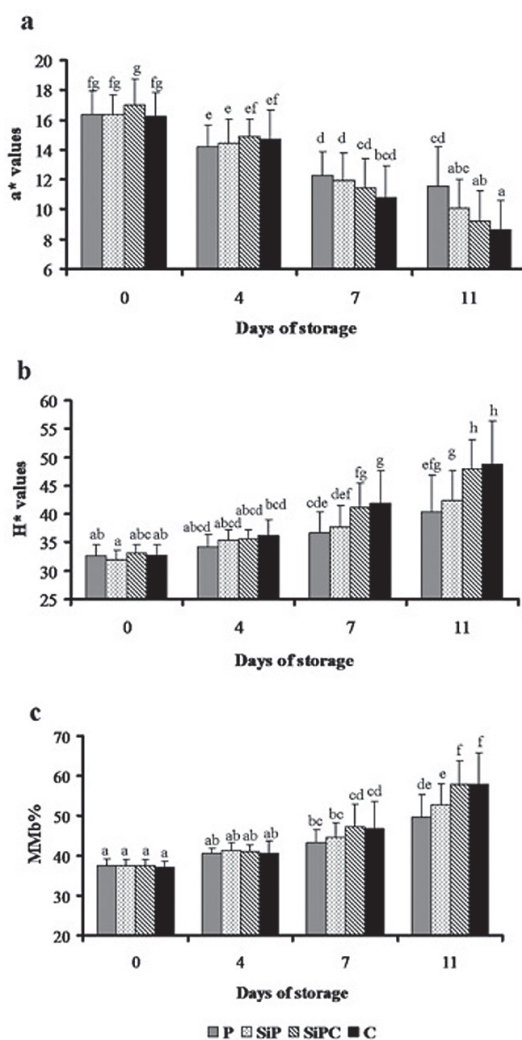 a
20
18
16
14
12
10
8
6
a* values
fg fg g fg
e e ef ef
d d cd bcd
cd abc ab a
0 4 7 11
Days of storage
b
60
55
50
45
40
35
30
25
H* values
ab a abc ab
abcd abcd abcd bcd
cde def fg g
efg g h h
0 4 7 11
Days of storage
c
70
60
50
40
30
20
MMb%
a a a a
ab ab ab ab
bc bc cd cd
de e f f
0 4 7 11
Days of storage
P SiP SiPC C